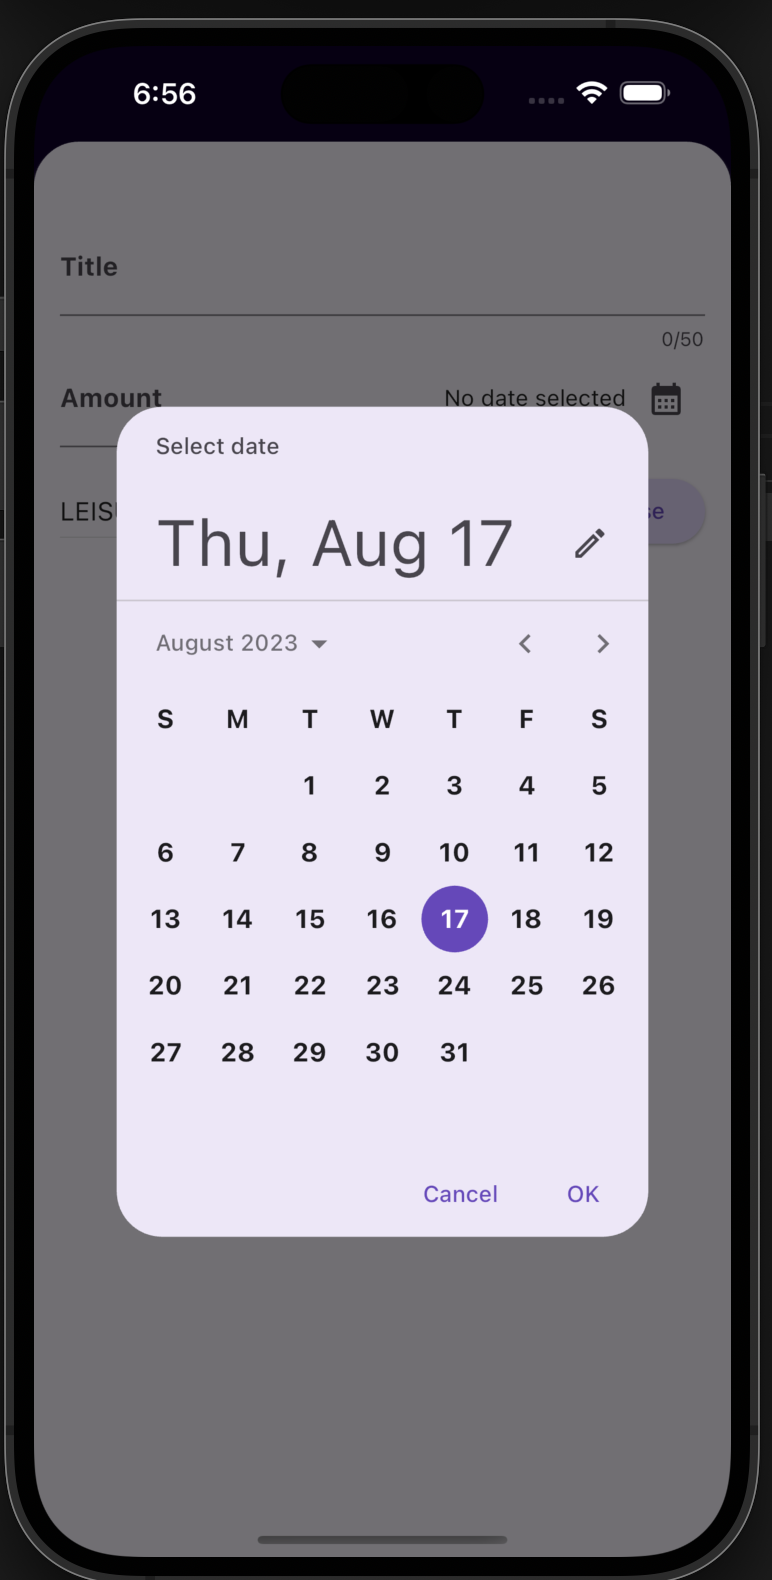 6:56
Title
0/50
Amount No date selected
Select date
LEIS
Thu, Aug 17
August 2023
S M T W T F S
1 2 3 4 5
6 7 8 9 10 11 12
13 14 15 16 17 18 19
20 21 22 23 24 25 26
27 28 29 30 31
Cancel OK